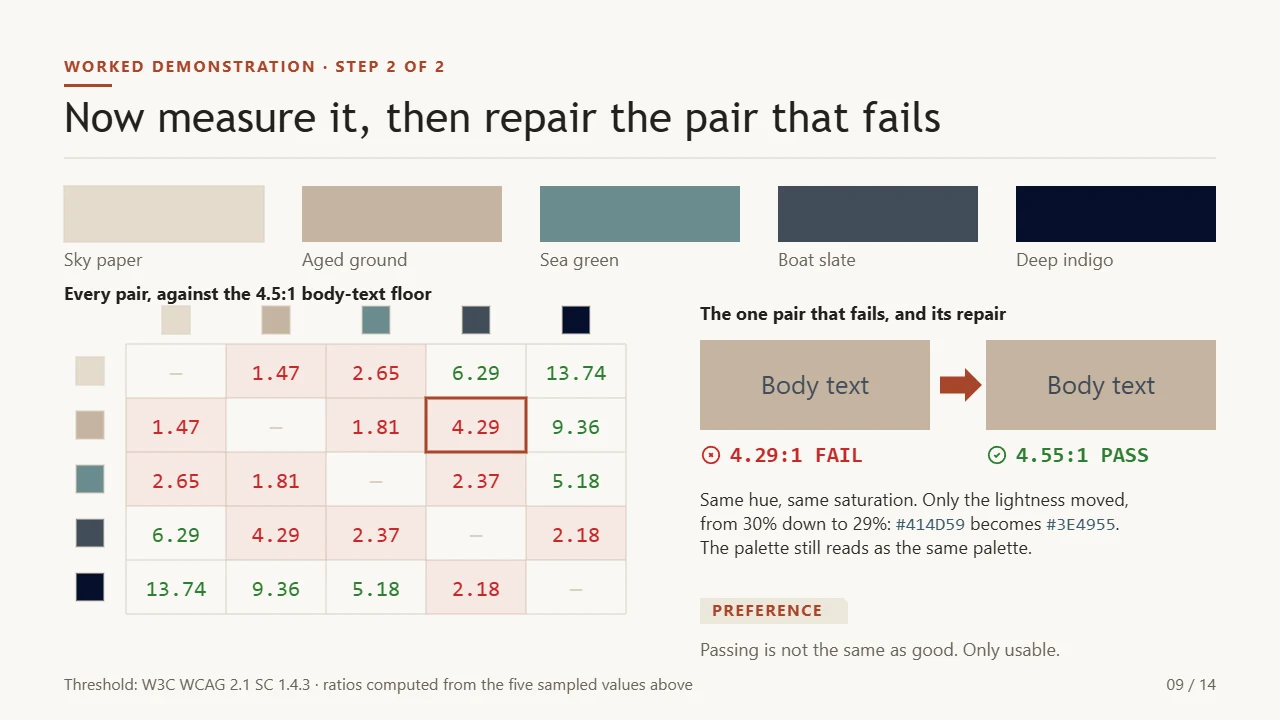 WORKED DEMONSTRATION · STEP 2 OF 2
Now measure it, then repair the pair that fails
Sky paper
Aged ground
Sea green
Boat slate
Deep indigo
Every pair, against the 4.5:1 body-text floor
— 1.47 2.65 6.29 13.74
1.47 — 1.81 4.29 9.36
2.65 1.81 — 2.37 5.18
6.29 4.29 2.37 — 2.18
13.74 9.36 5.18 2.18 —
The one pair that fails, and its repair
Body text
Body text
4.29:1 FAIL
4.55:1 PASS
Same hue, same saturation. Only the lightness moved,
from 30% down to 29%: #414D59 becomes #3E4955.
The palette still reads as the same palette.
PREFERENCE
Passing is not the same as good. Only usable.
Threshold: W3C WCAG 2.1 SC 1.4.3 · ratios computed from the five sampled values above
09 / 14